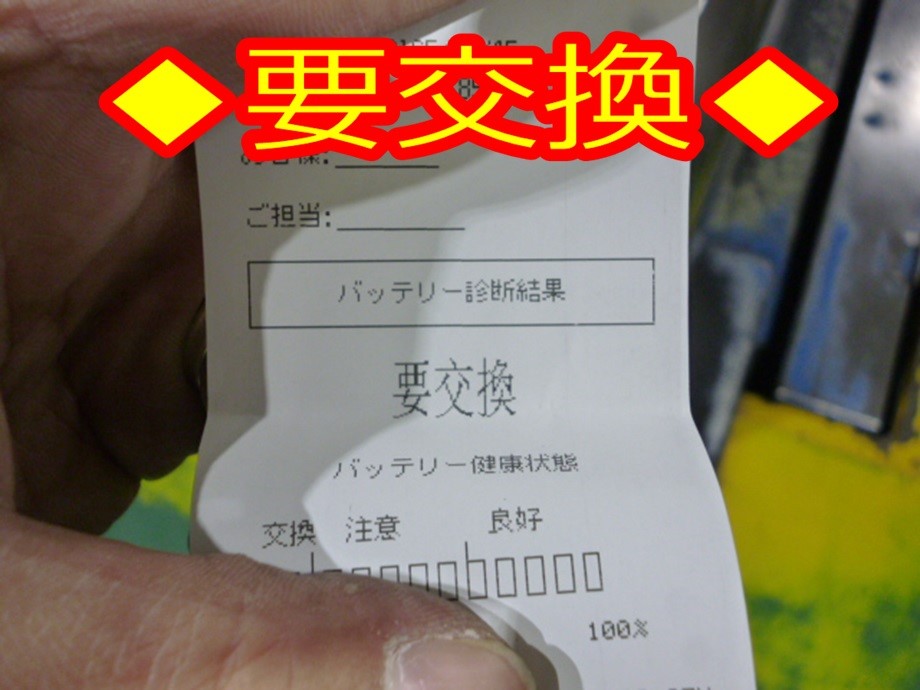 ◆要交換◆
ご担当:
バッテリー診断結果
要交換
バッテリー健康状態
交換 注意 良好
100%